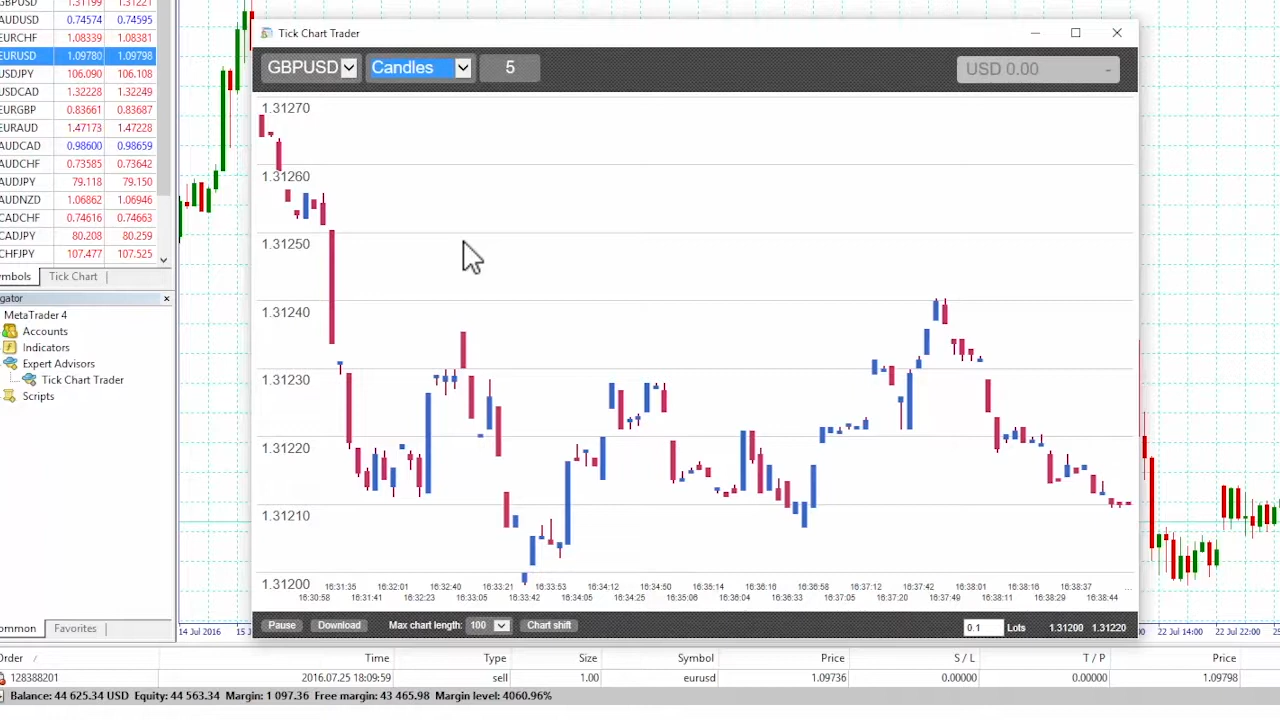 GBPUSD 1.31199 1.31221
AUDUSD 0.74574 0.74595
EURCHF 1.08339 1.08381
EURUSD 1.09780 1.09798
USDJPY 106.090 106.108
USDCAD 1.32228 1.32249
EURGBP 0.83661 0.83687
EURAUD 1.47173 1.47228
AUDCAD 0.98600 0.98659
AUDCHF 0.73585 0.73642
AUDJPY 79.118 79.150
AUDNZD 1.06862 1.06946
CADCHF 0.74616 0.74663
CADJPY 80.208 80.259
CHFJPY 107.477 107.525
mbols Tick Chart
gator
MetaTrader 4
Accounts
Indicators
Expert Advisors
Tick Chart Trader
Scripts
ommon Favorites
Tick Chart Trader
GBPUSD Candles 5 USD 0.00 -
1.31270
1.31260
1.31250
1.31240
1.31230
1.31220
1.31210
1.31200
16:31:35 16:32:01 16:32:40 16:33:21 16:33:53 16:34:12 16:34:50 16:35:14 16:36:16 16:36:58 16:37:12 16:37:42 16:38:01 16:38:16 16:38:37 ...
16:30:58 16:31:41 16:32:23 16:33:05 16:33:42 16:34:05 16:34:25 16:35:06 16:36:04 16:36:33 16:37:05 16:37:20 16:37:49 16:38:11 16:38:29 16:38:44
Pause Download Max chart length: 100 Chart shift 0.1 Lots 1.31200 1.31220
14 Jul 2016 15 J 22 Jul 14:00 22 Jul 22:00 25
Order / Time Type Size Symbol Price S / L T / P Price
128388201 2016.07.25 18:09:59 sell 1.00 eurusd 1.09736 0.00000 0.00000 1.09798
Balance: 44 625.34 USD Equity: 44 563.34 Margin: 1 097.36 Free margin: 43 465.98 Margin level: 4060.96%